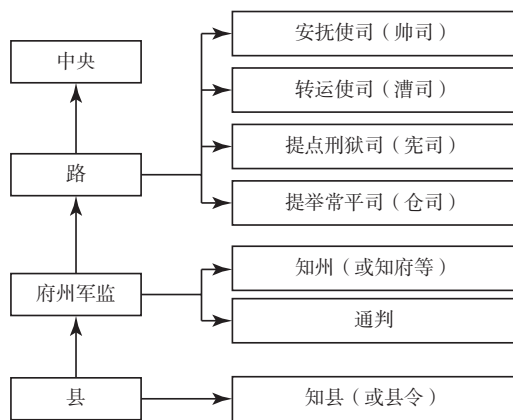 中央
路
安抚使司（帅司）
转运使司（漕司）
提点刑狱司（宪司）
提举常平司（仓司）
府州军监
知州（或知府等）
通判
县
知县（或县令）